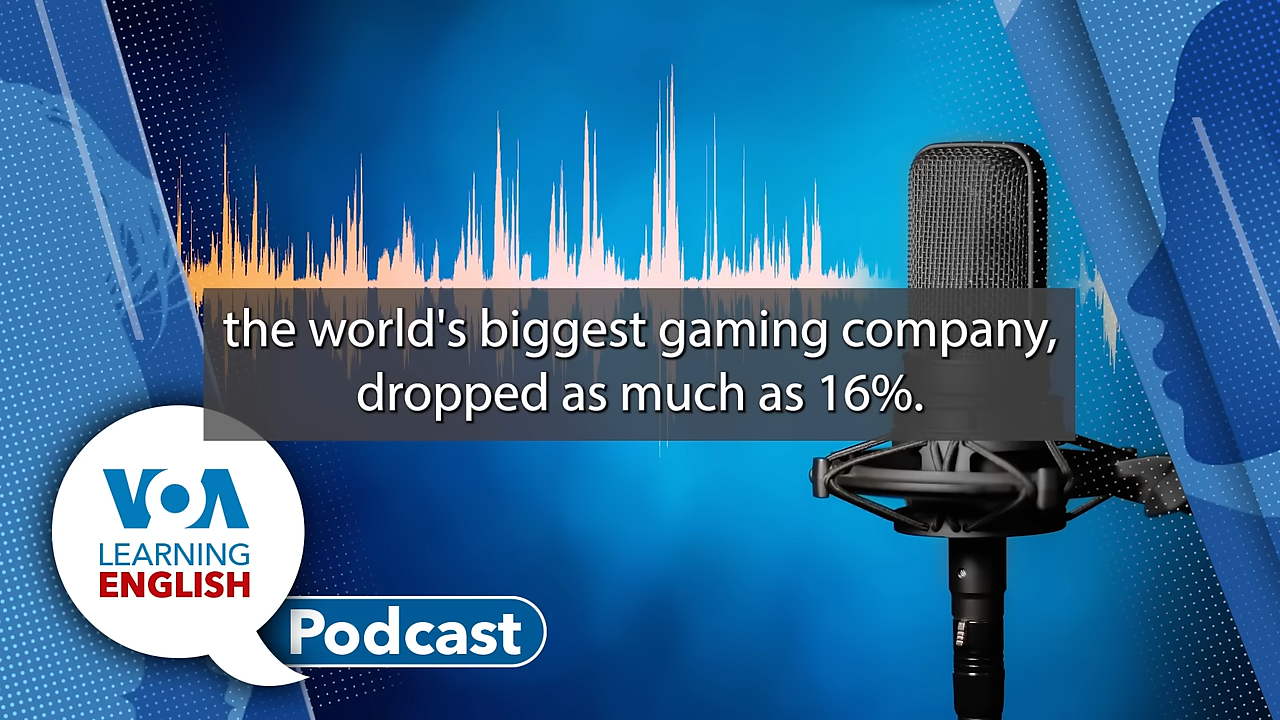 the world's biggest gaming company,
dropped as much as 16%.
VOA
LEARNING
ENGLISH
Podcast